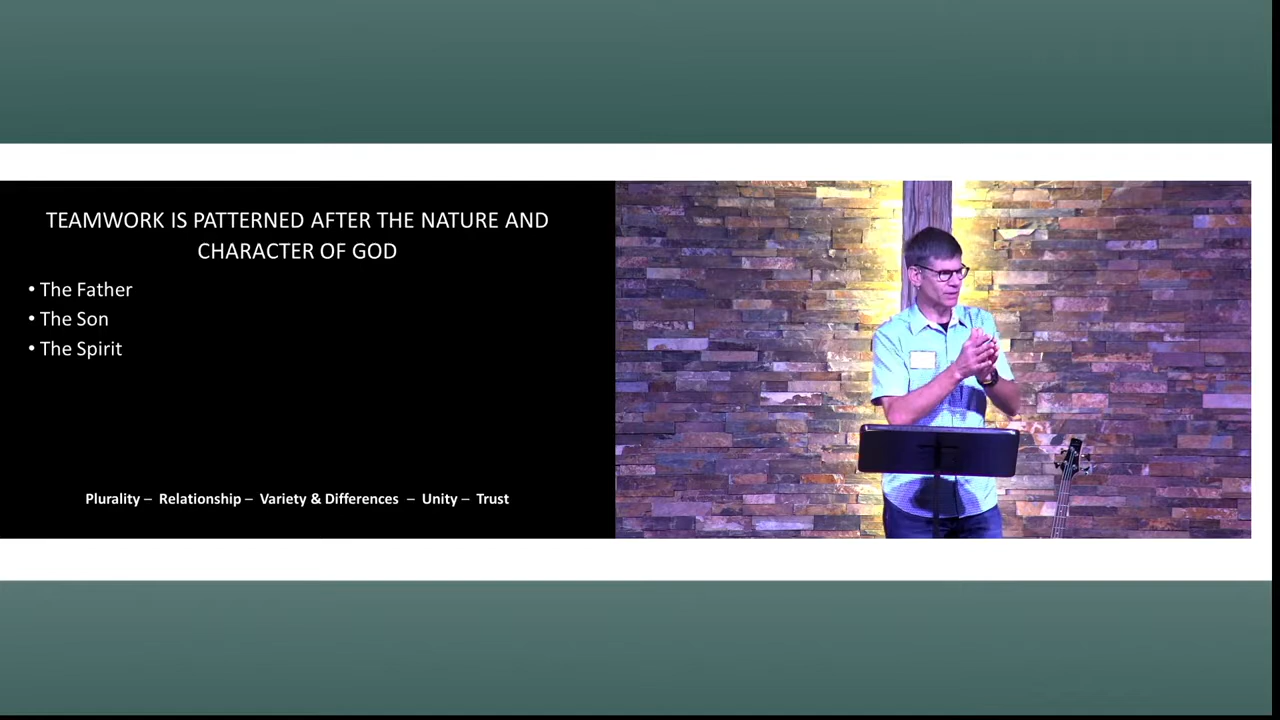 TEAMWORK IS PATTERNED AFTER THE NATURE AND
CHARACTER OF GOD
• The Father
• The Son
• The Spirit
Plurality – Relationship – Variety & Differences – Unity – Trust